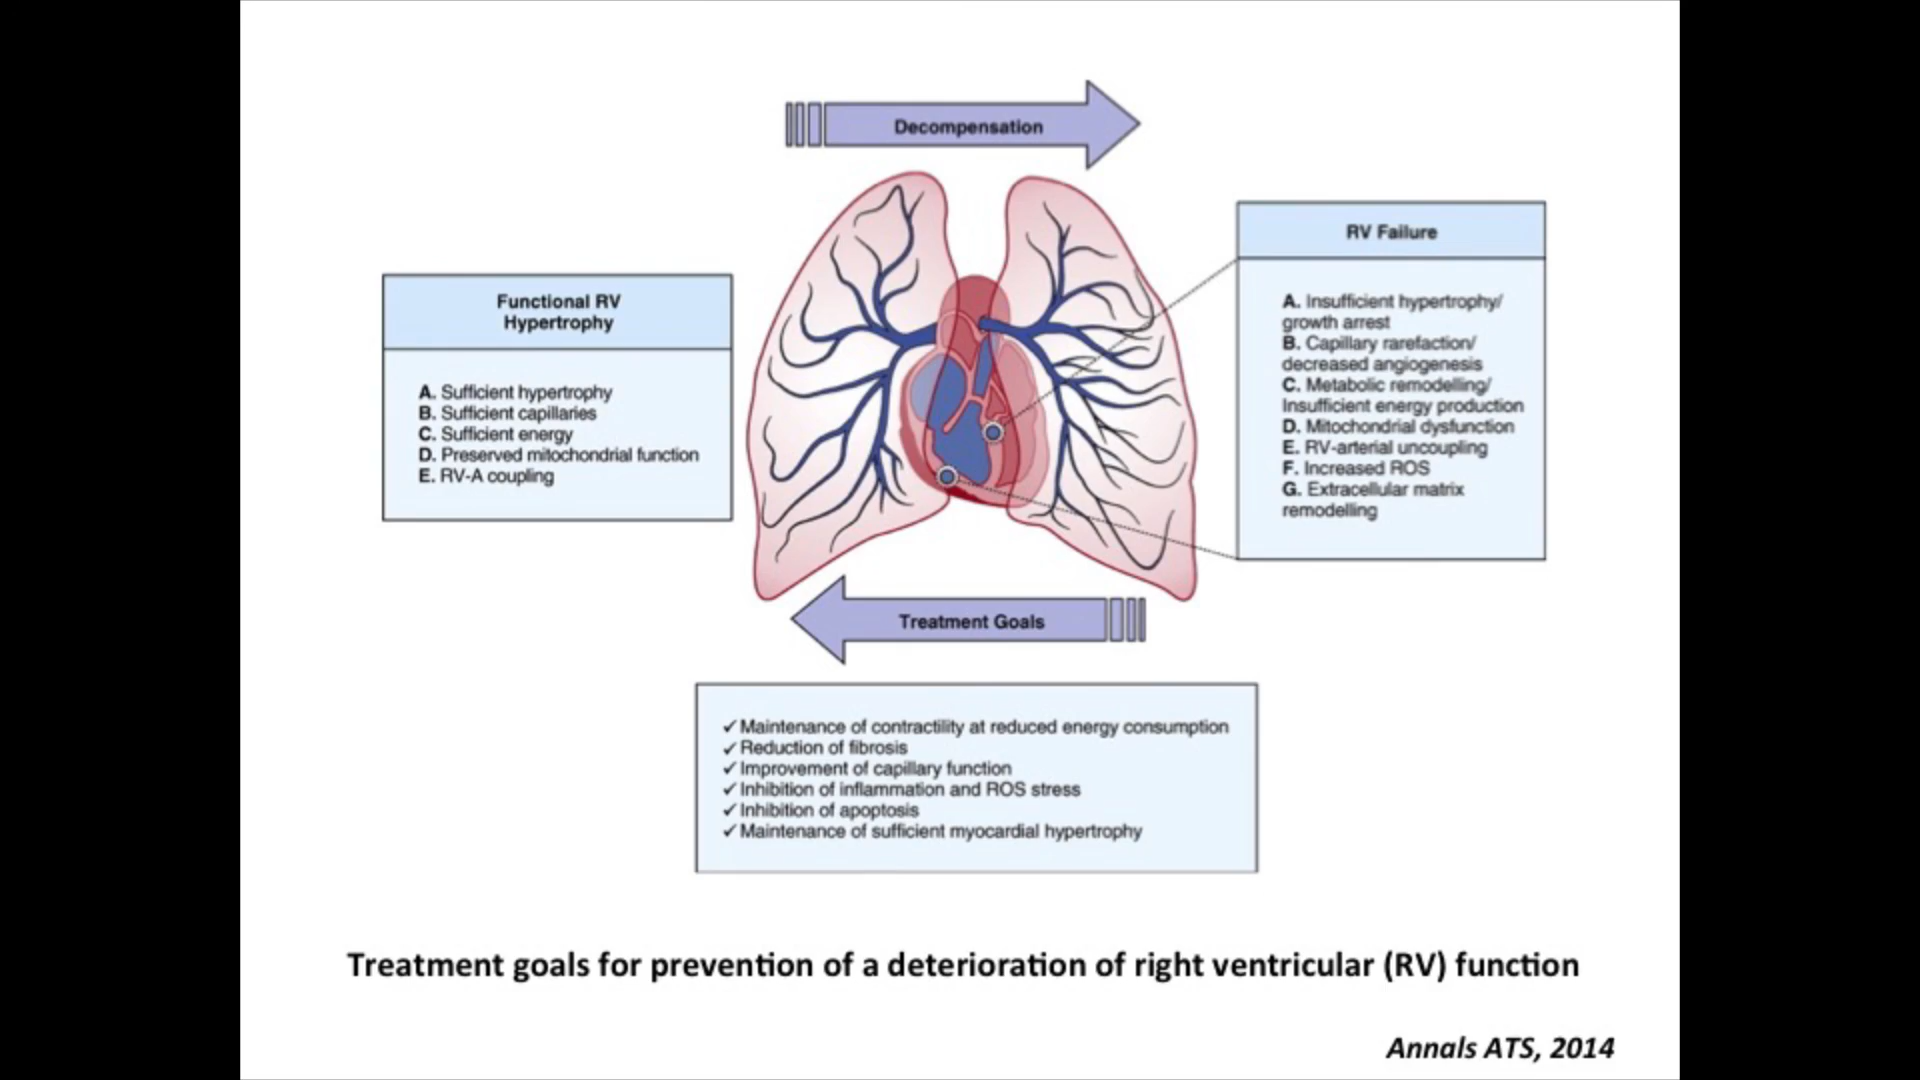 Decompensation
Functional RV
Hypertrophy
A. Sufficient hypertrophy
B. Sufficient capillaries
C. Sufficient energy
D. Preserved mitochondrial function
E. RV-A coupling
RV Failure
A. Insufficient hypertrophy/
growth arrest
B. Capillary rarefaction/
decreased angiogenesis
C. Metabolic remodelling/
Insufficient energy production
D. Mitochondrial dysfunction
E. RV-arterial uncoupling
F. Increased ROS
G. Extracellular matrix
remodelling
Treatment Goals
✓ Maintenance of contractility at reduced energy consumption
✓ Reduction of fibrosis
✓ Improvement of capillary function
✓ Inhibition of inflammation and ROS stress
✓ Inhibition of apoptosis
✓ Maintenance of sufficient myocardial hypertrophy
Treatment goals for prevention of a deterioration of right ventricular (RV) function
Annals ATS, 2014